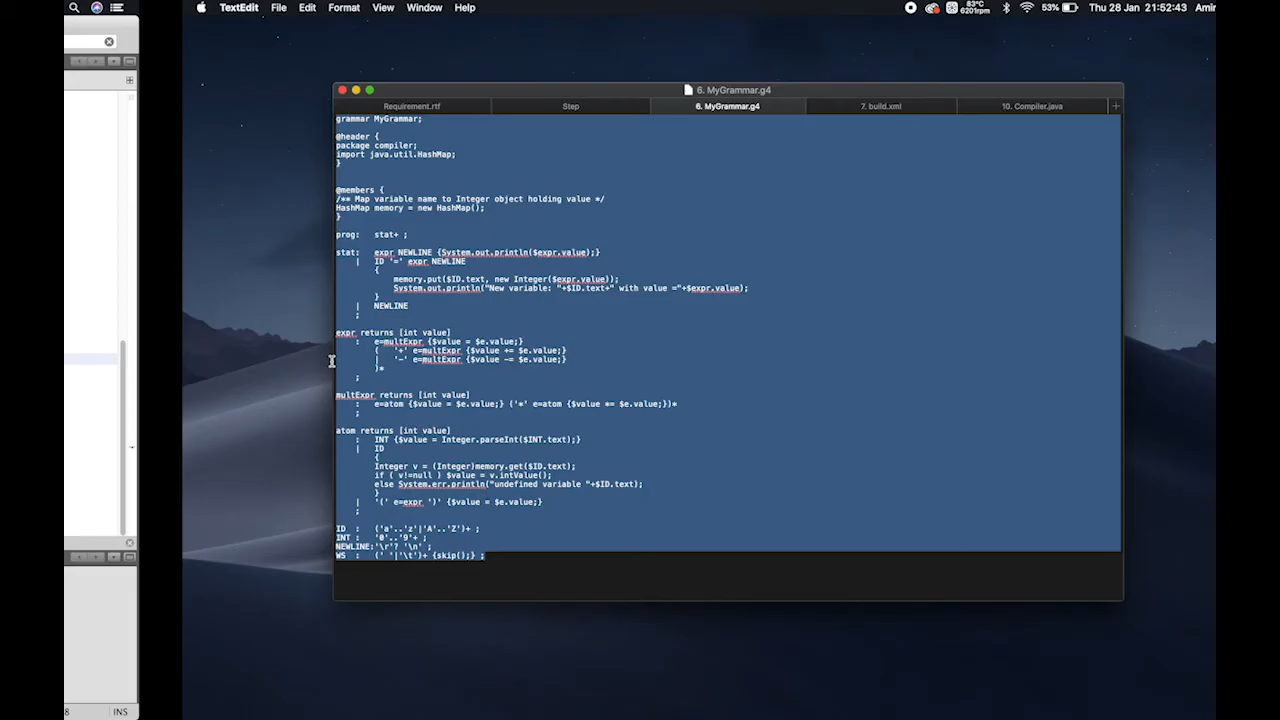 TextEdit File Edit Format View Window Help 83°C 6201rpm 53% Thu 28 Jan 21:52:43 Amir
6. MyGrammar.g4
Requirement.rtf Step 6. MyGrammar.g4 7. build.xml 10. Compiler.java +
grammar MyGrammar;
@header {
package compiler;
import java.util.HashMap;
}
@members {
/** Map variable name to Integer object holding value */
HashMap memory = new HashMap();
}
prog:   stat+ ;
stat:   expr NEWLINE {System.out.println($expr.value);}
    |   ID '=' expr NEWLINE
        {
            memory.put($ID.text, new Integer($expr.value));
            System.out.println("New variable: "+$ID.text+" with value ="+$expr.value);
        }
    |   NEWLINE
    ;
expr returns [int value]
    :   e=multExpr {$value = $e.value;}
        (   '+' e=multExpr {$value += $e.value;}
        |   '-' e=multExpr {$value -= $e.value;}
        )*
    ;
multExpr returns [int value]
    :   e=atom {$value = $e.value;} ('*' e=atom {$value *= $e.value;})*
    ;
atom returns [int value]
    :   INT {$value = Integer.parseInt($INT.text);}
    |   ID
        {
        Integer v = (Integer)memory.get($ID.text);
        if ( v!=null ) $value = v.intValue();
        else System.err.println("undefined variable "+$ID.text);
        }
    |   '(' e=expr ')' {$value = $e.value;}
    ;
ID  :   ('a'..'z'|'A'..'Z')+ ;
INT :   '0'..'9'+ ;
NEWLINE:'\r'? '\n' ;
WS  :   (' '|'\t')+ {skip();} ;
8 INS